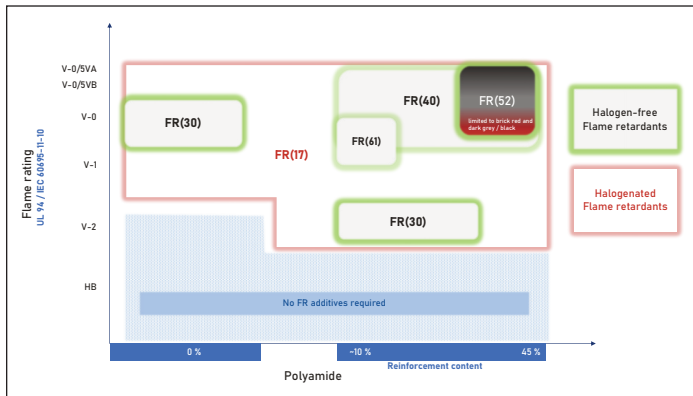 V-0/5VA
V-0/5VB
V-0
V-1
V-2
HB
Flame rating
UL 94 / IEC 60695-11-10
FR(30)
FR(17)
FR(40)
FR(61)
FR(52)
limited to brick red and
dark grey / black
FR(30)
No FR additives required
0 %
~10 %
45 %
Reinforcement content
Polyamide
Halogen-free
Flame retardants
Halogenated
Flame retardants